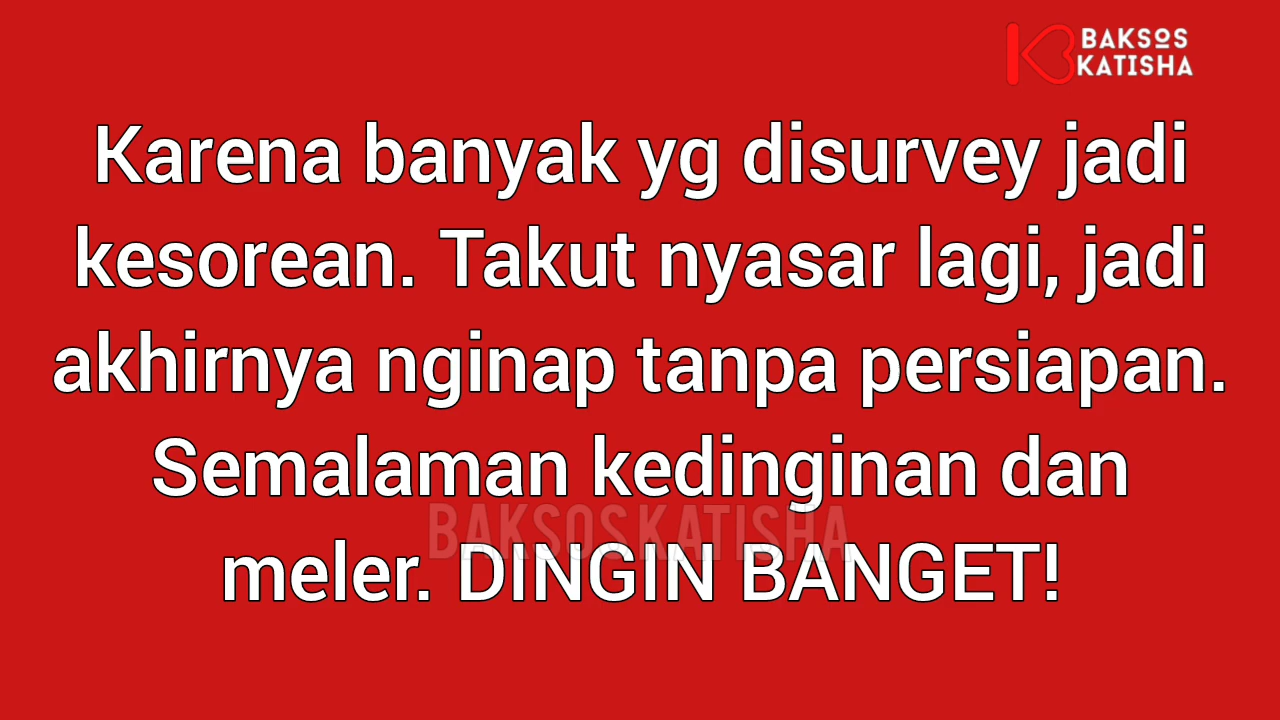 BAKSOS
KATISHA
Karena banyak yg disurvey jadi
kesorean. Takut nyasar lagi, jadi
akhirnya nginap tanpa persiapan.
Semalaman kedinginan dan
BAKSOS KATISHA
meler. DINGIN BANGET!